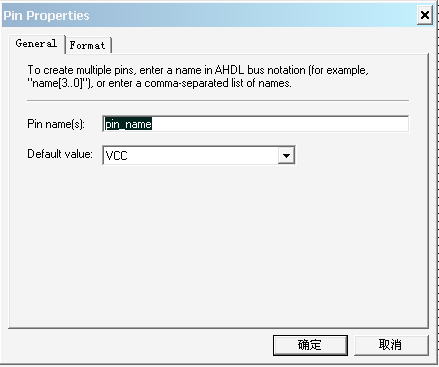 Pin Properties
General Format
To create multiple pins, enter a name in AHDL bus notation (for example,
"name[3..0]"), or enter a comma-separated list of names.
Pin name(s): pin_name
Default value: VCC
确定 取消